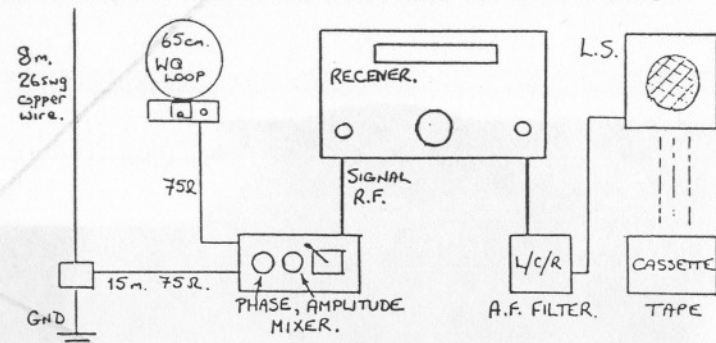 8m.
26swg
copper
wire.
65cm.
WQ
LOOP
RECEIVER.
L.S.
75Ω
SIGNAL
R.F.
15m. 75Ω.
GND
PHASE, AMPLITUDE
MIXER.
L/C/R
A.F. FILTER.
CASSETTE
TAPE